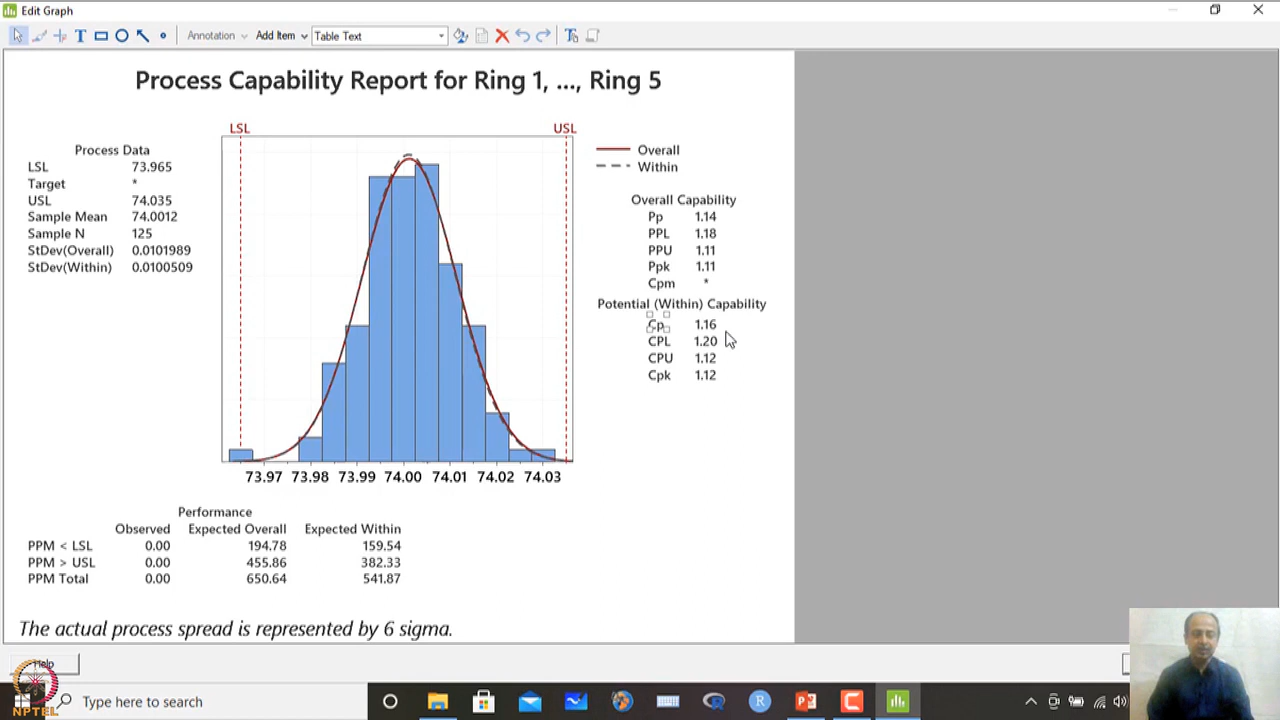 Edit Graph
T Annotation Add Item Table Text
Process Capability Report for Ring 1, ..., Ring 5
LSL USL
Process Data
LSL 73.965
Target *
USL 74.035
Sample Mean 74.0012
Sample N 125
StDev(Overall) 0.0101989
StDev(Within) 0.0100509
Overall
Within
Overall Capability
Pp 1.14
PPL 1.18
PPU 1.11
Ppk 1.11
Cpm *
Potential (Within) Capability
Cp 1.16
CPL 1.20
CPU 1.12
Cpk 1.12
73.97 73.98 73.99 74.00 74.01 74.02 74.03
Performance
Observed Expected Overall Expected Within
PPM < LSL 0.00 194.78 159.54
PPM > USL 0.00 455.86 382.33
PPM Total 0.00 650.64 541.87
The actual process spread is represented by 6 sigma.
Help
NPTEL
Type here to search